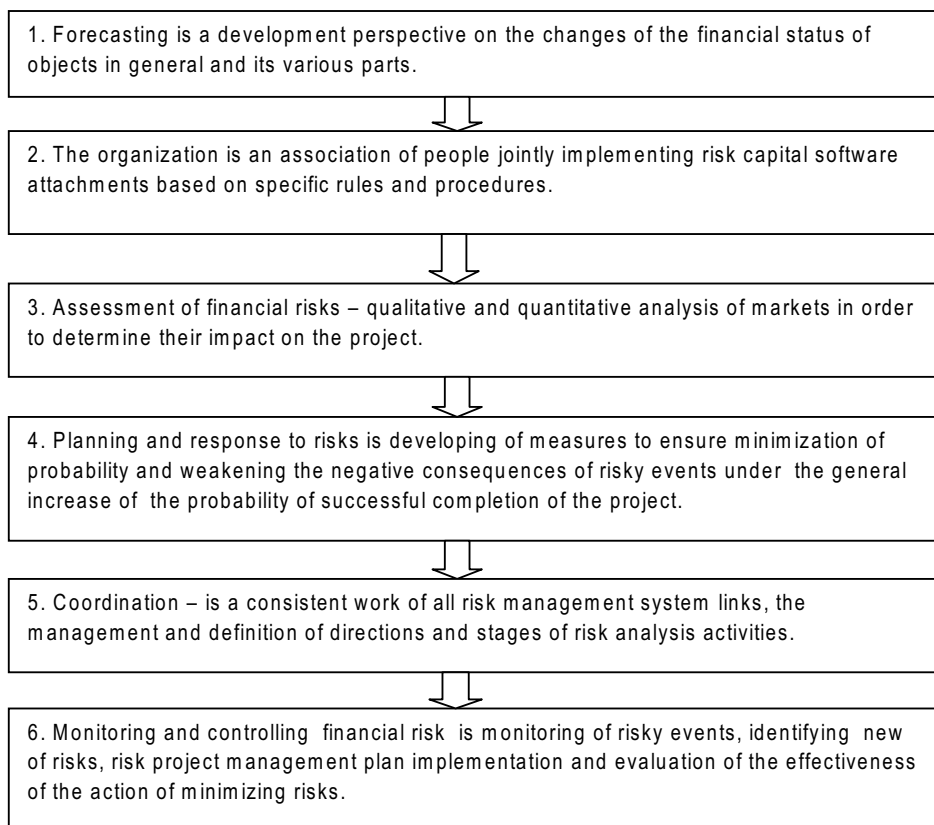 1. Forecasting is a development perspective on the changes of the financial status of
objects in general and its various parts.
2. The organization is an association of people jointly implementing risk capital software
attachments based on specific rules and procedures.
3. Assessment of financial risks – qualitative and quantitative analysis of markets in order
to determine their impact on the project.
4. Planning and response to risks is developing of measures to ensure minimization of
probability and weakening the negative consequences of risky events under the general
increase of the probability of successful completion of the project.
5. Coordination – is a consistent work of all risk management system links, the
management and definition of directions and stages of risk analysis activities.
6. Monitoring and controlling financial risk is monitoring of risky events, identifying new
of risks, risk project management plan implementation and evaluation of the effectiveness
of the action of minimizing risks.